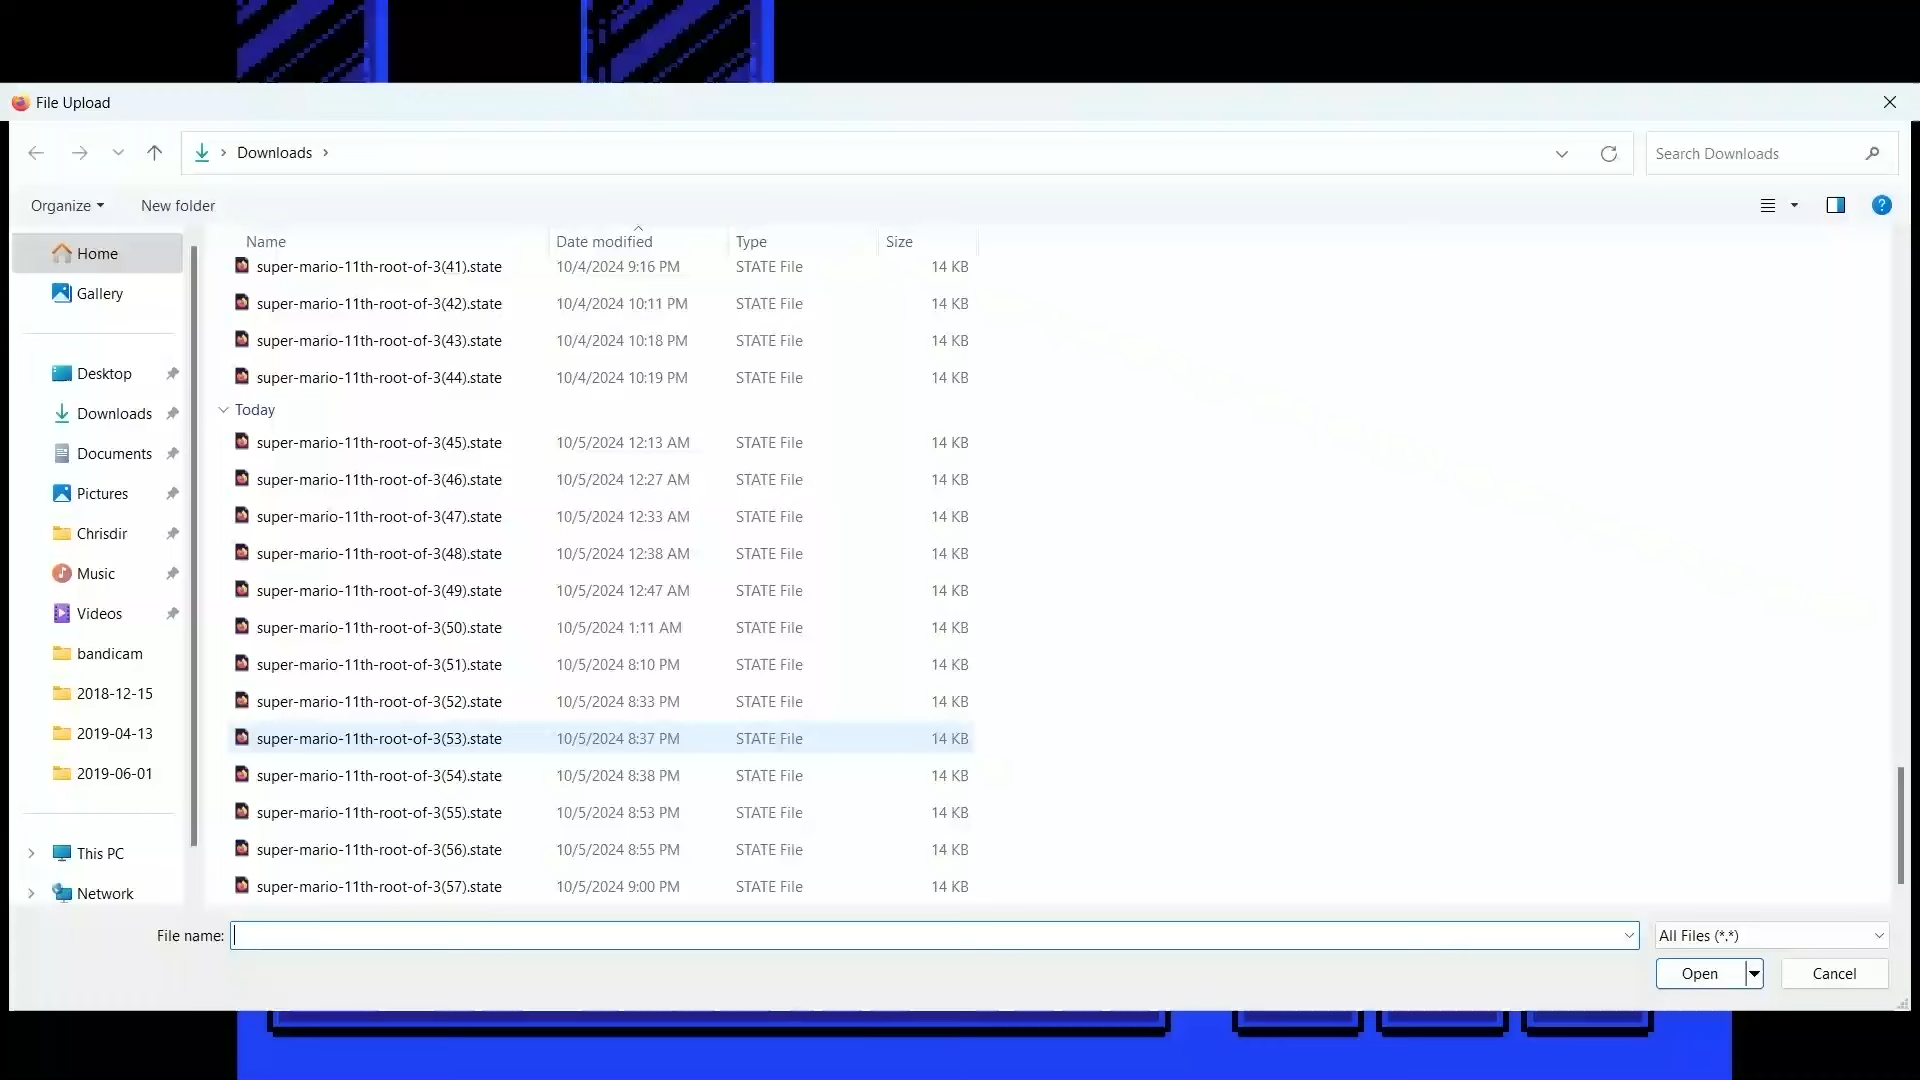 File Upload
Downloads
Search Downloads
Organize
New folder
Home
Gallery
Desktop
Downloads
Documents
Pictures
Chrisdir
Music
Videos
bandicam
2018-12-15
2019-04-13
2019-06-01
This PC
Network
Name Date modified Type Size
super-mario-11th-root-of-3(41).state 10/4/2024 9:16 PM STATE File 14 KB
super-mario-11th-root-of-3(42).state 10/4/2024 10:11 PM STATE File 14 KB
super-mario-11th-root-of-3(43).state 10/4/2024 10:18 PM STATE File 14 KB
super-mario-11th-root-of-3(44).state 10/4/2024 10:19 PM STATE File 14 KB
Today
super-mario-11th-root-of-3(45).state 10/5/2024 12:13 AM STATE File 14 KB
super-mario-11th-root-of-3(46).state 10/5/2024 12:27 AM STATE File 14 KB
super-mario-11th-root-of-3(47).state 10/5/2024 12:33 AM STATE File 14 KB
super-mario-11th-root-of-3(48).state 10/5/2024 12:38 AM STATE File 14 KB
super-mario-11th-root-of-3(49).state 10/5/2024 12:47 AM STATE File 14 KB
super-mario-11th-root-of-3(50).state 10/5/2024 1:11 AM STATE File 14 KB
super-mario-11th-root-of-3(51).state 10/5/2024 8:10 PM STATE File 14 KB
super-mario-11th-root-of-3(52).state 10/5/2024 8:33 PM STATE File 14 KB
super-mario-11th-root-of-3(53).state 10/5/2024 8:37 PM STATE File 14 KB
super-mario-11th-root-of-3(54).state 10/5/2024 8:38 PM STATE File 14 KB
super-mario-11th-root-of-3(55).state 10/5/2024 8:53 PM STATE File 14 KB
super-mario-11th-root-of-3(56).state 10/5/2024 8:55 PM STATE File 14 KB
super-mario-11th-root-of-3(57).state 10/5/2024 9:00 PM STATE File 14 KB
File name:
All Files (*.*)
Open
Cancel